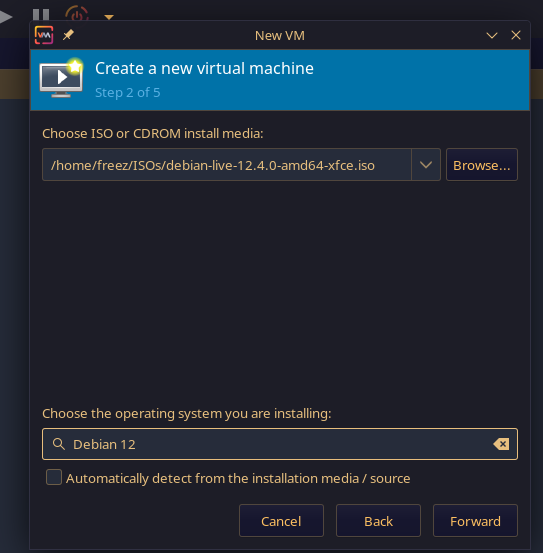 VM
New VM
Create a new virtual machine
Step 2 of 5
Choose ISO or CDROM install media:
/home/freez/ISOs/debian-live-12.4.0-amd64-xfce.iso
Browse...
Choose the operating system you are installing:
Debian 12
Automatically detect from the installation media / source
Cancel
Back
Forward